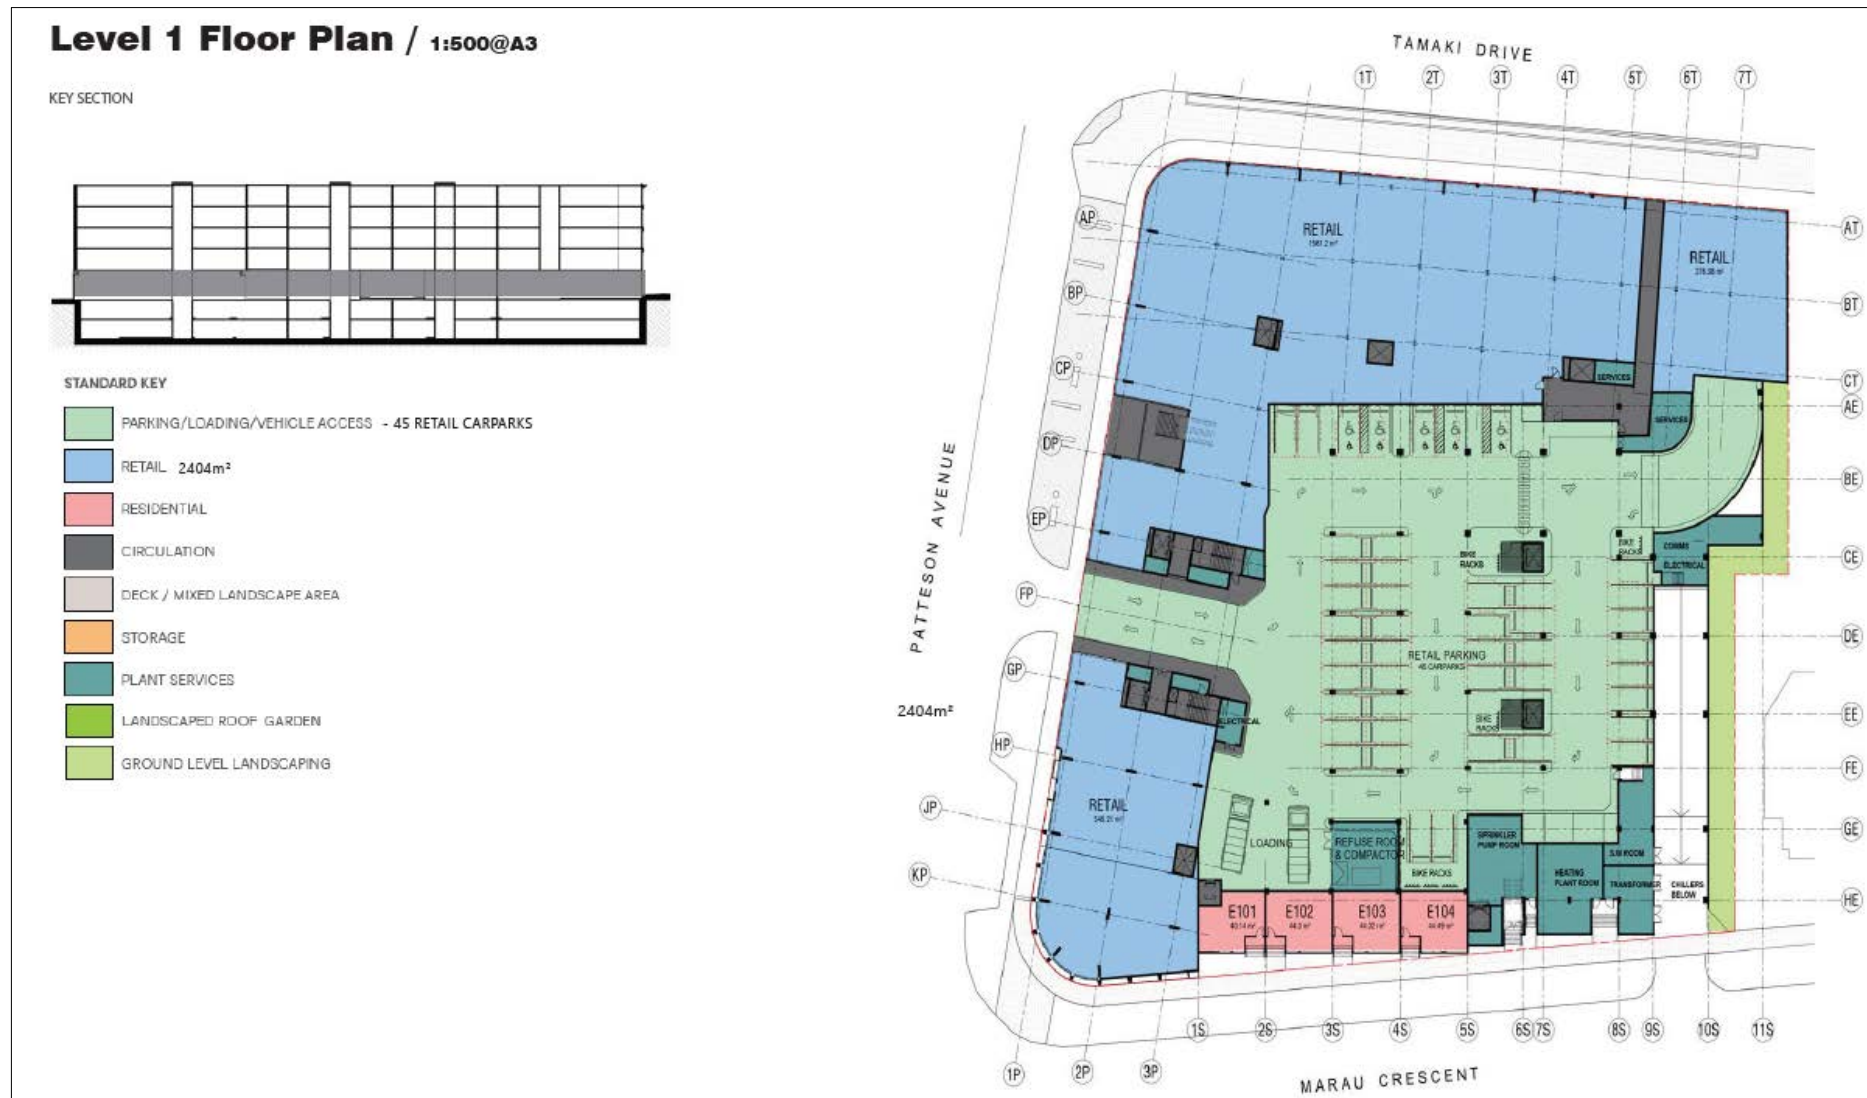 Level 1 Floor Plan / 1:500@A3
KEY SECTION
STANDARD KEY
PARKING/LOADING/VEHICLE ACCESS - 45 RETAIL CARPARKS
RETAIL 2404m²
RESIDENTIAL
CIRCULATION
DECK / MIXED LANDSCAPE AREA
STORAGE
PLANT SERVICES
LANDSCAPED ROOF GARDEN
GROUND LEVEL LANDSCAPING
TAMAKI DRIVE
1T 2T 3T 4T 5T 6T 7T
AT
BT
CT
AE
BE
CE
DE
EE
FE
GE
HE
AP
BP
CP
DP
EP
FP
GP
HP
JP
KP
PATTESON AVENUE
2404m²
RETAIL
RETAIL
SERVICES
SERVICES
BIKE
RACKS
BIKE
RACKS
COMMS
ELECTRICAL
RETAIL PARKING
45 CARPARKS
BIKE
RACKS
ELECTRICAL
RETAIL
LOADING
REFUSE ROOM
& COMPACTOR
BIKE RACKS
SPRINKLER
PUMP ROOM
HEATING
PLANT ROOM
TRANSFORMER
CHILLERS
BELOW
E101
E102
E103
E104
1S 2S 3S 4S 5S 6S 7S 8S 9S 10S 11S
1P 2P 3P
MARAU CRESCENT